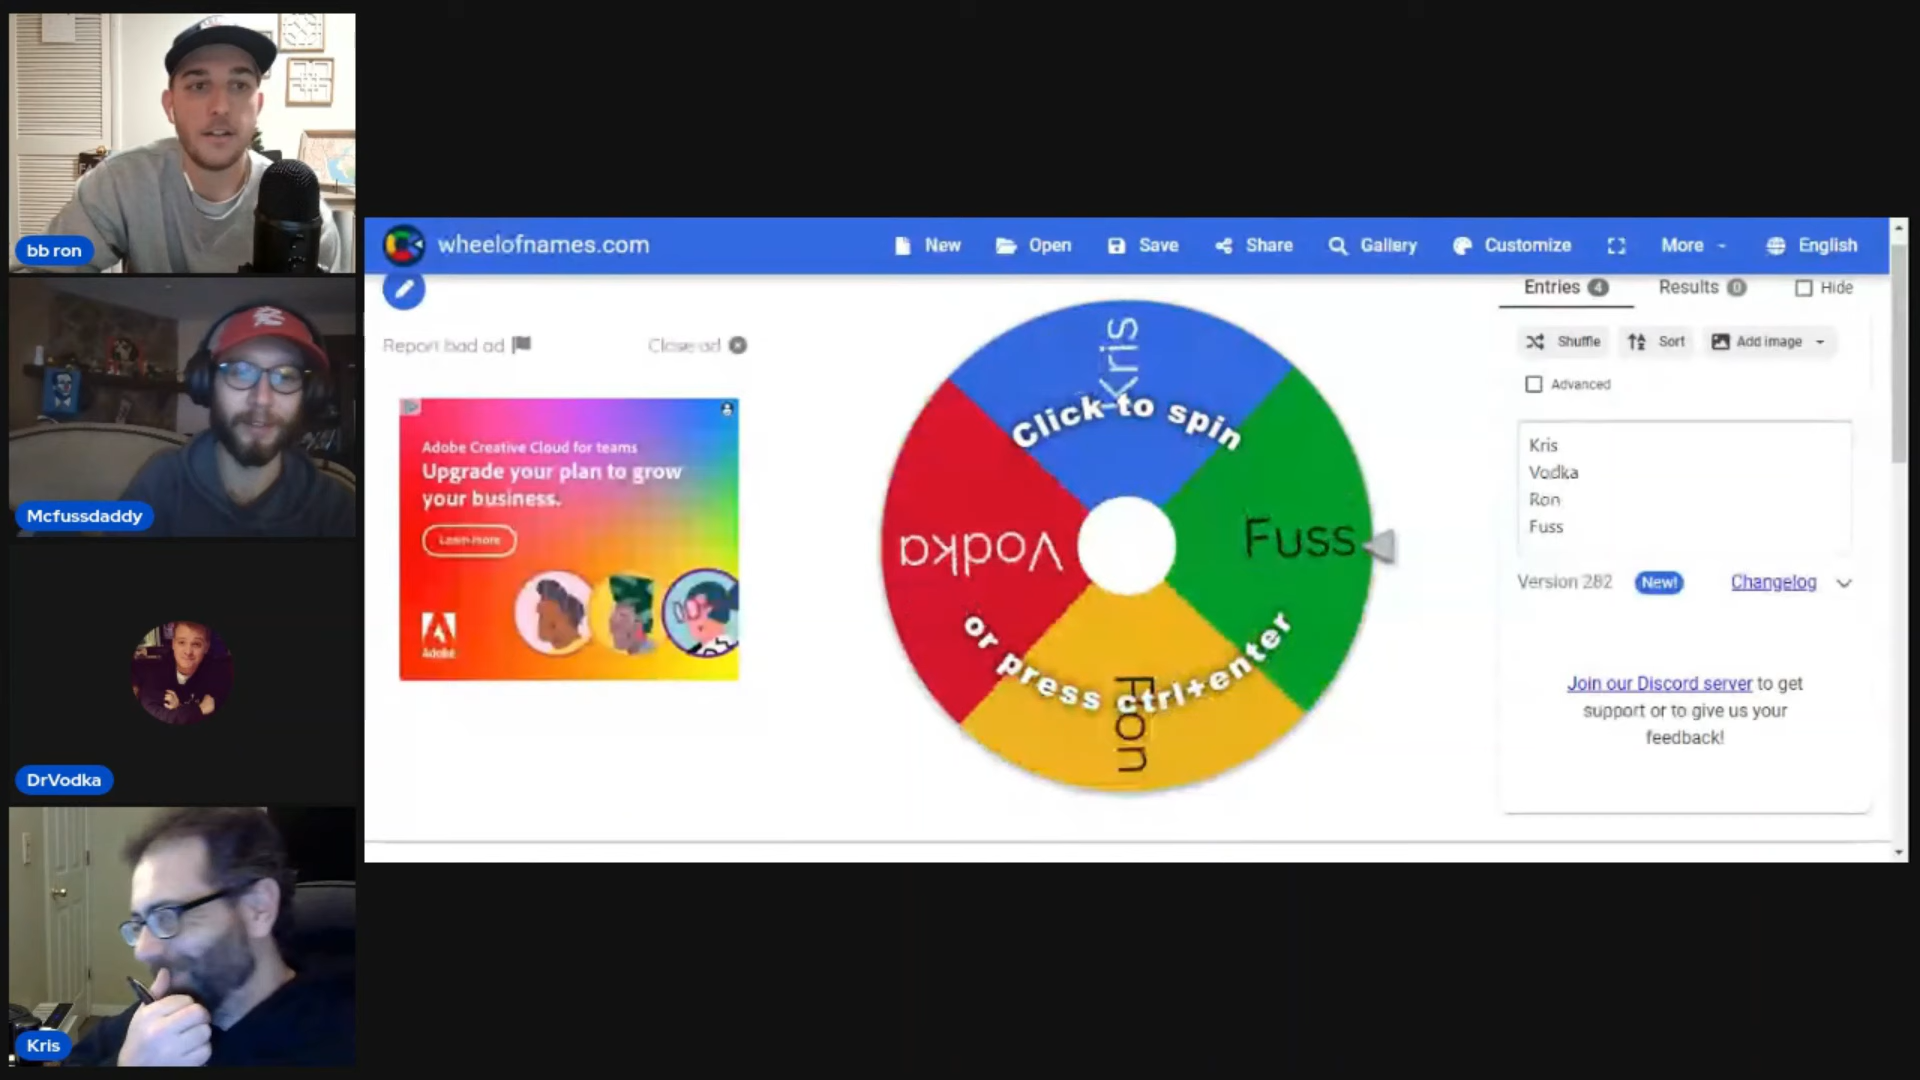 bb ron
Mcfussdaddy
DrVodka
Kris
wheelofnames.com
New
Open
Save
Share
Gallery
Customize
More
English
Report bad ad
Close ad
Adobe Creative Cloud for teams
Upgrade your plan to grow
your business.
Learn more
Adobe
Kris
Click to spin
Fuss
Vodka
or press ctrl+enter
Ron
Entries 4
Results 0
Hide
Shuffle
Sort
Add image
Advanced
Kris
Vodka
Ron
Fuss
Version 282
New!
Changelog
Join our Discord server to get
support or to give us your
feedback!